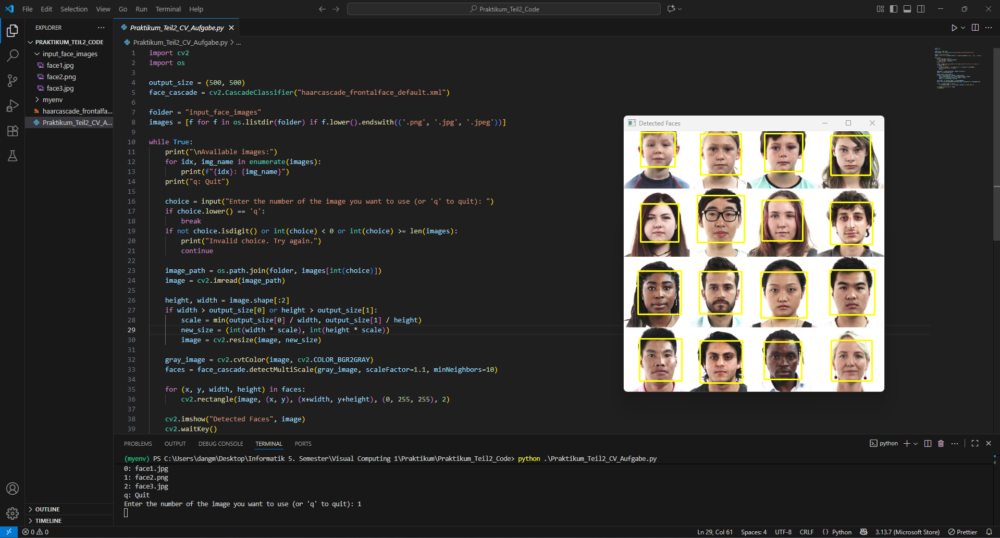 File Edit Selection View Go Run Terminal Help
Praktikum_Teil2_Code
EXPLORER
PRAKTIKUM_TEIL2_CODE
input_face_images
face1.jpg
face2.png
face3.jpg
myenv
haarcascade_frontalfa...
Praktikum_Teil2_CV_A...
OUTLINE
TIMELINE
Praktikum_Teil2_CV_Aufgabe.py
Praktikum_Teil2_CV_Aufgabe.py > ...
1 import cv2
2 import os
3
4 output_size = (500, 500)
5 face_cascade = cv2.CascadeClassifier("haarcascade_frontalface_default.xml")
6
7 folder = "input_face_images"
8 images = [f for f in os.listdir(folder) if f.lower().endswith(('.png', '.jpg', '.jpeg'))]
9
10 while True:
11     print("\nAvailable images:")
12     for idx, img_name in enumerate(images):
13         print(f"{idx}: {img_name}")
14     print("q: Quit")
15
16     choice = input("Enter the number of the image you want to use (or 'q' to quit): ")
17     if choice.lower() == 'q':
18         break
19     if not choice.isdigit() or int(choice) < 0 or int(choice) >= len(images):
20         print("Invalid choice. Try again.")
21         continue
22
23     image_path = os.path.join(folder, images[int(choice)])
24     image = cv2.imread(image_path)
25
26     height, width = image.shape[:2]
27     if width > output_size[0] or height > output_size[1]:
28         scale = min(output_size[0] / width, output_size[1] / height)
29         new_size = (int(width * scale), int(height * scale))
30         image = cv2.resize(image, new_size)
31
32     gray_image = cv2.cvtColor(image, cv2.COLOR_BGR2GRAY)
33     faces = face_cascade.detectMultiScale(gray_image, scaleFactor=1.1, minNeighbors=10)
34
35     for (x, y, width, height) in faces:
36         cv2.rectangle(image, (x, y), (x+width, y+height), (0, 255, 255), 2)
37
38     cv2.imshow("Detected Faces", image)
39     cv2.waitKey()
Detected Faces
PROBLEMS OUTPUT DEBUG CONSOLE TERMINAL PORTS
python
(myenv) PS C:\Users\dangm\Desktop\Informatik 5. Semester\Visual Computing 1\Praktikum\Praktikum_Teil2_Code> python .\Praktikum_Teil2_CV_Aufgabe.py
0: face1.jpg
1: face2.png
2: face3.jpg
q: Quit
Enter the number of the image you want to use (or 'q' to quit): 1
0 0
Ln 29, Col 61 Spaces: 4 UTF-8 CRLF {} Python 3.13.7 (Microsoft Store) Prettier